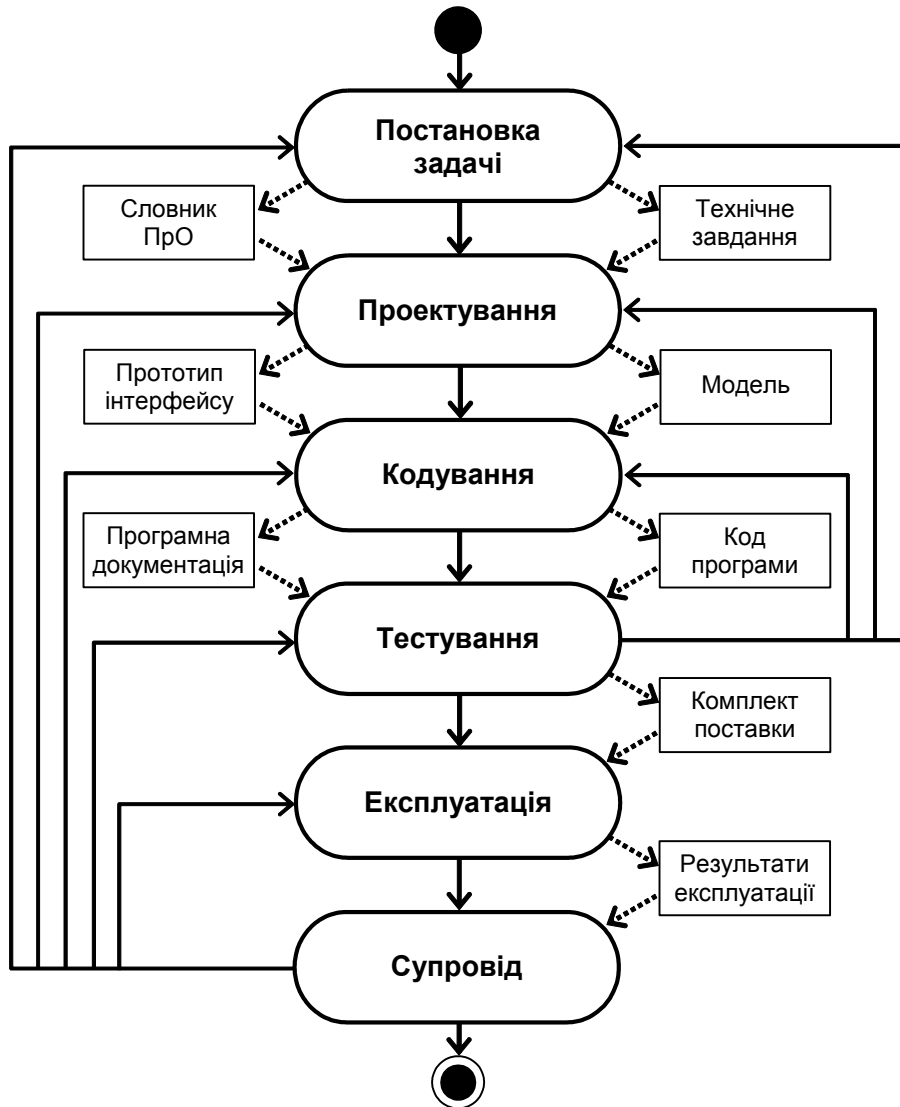 Постановка
задачі
Словник
ПрО
Технічне
завдання
Проектування
Прототип
інтерфейсу
Модель
Кодування
Програмна
документація
Код
програми
Тестування
Комплект
поставки
Експлуатація
Результати
експлуатації
Супровід